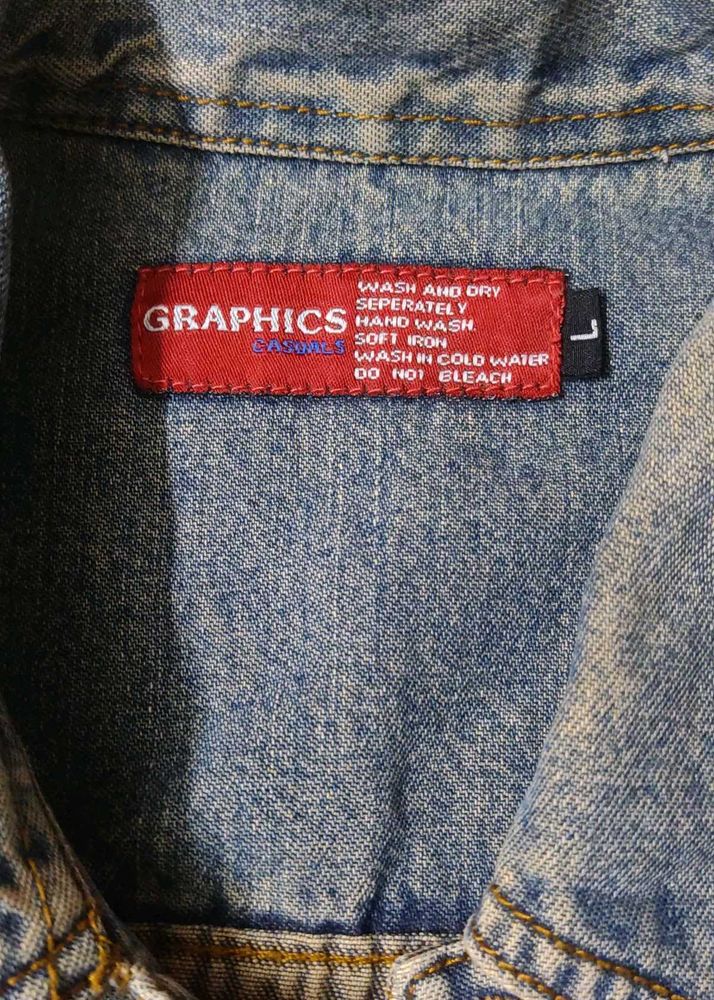 GRAPHICS
CASUALS
WASH AND DRY
SEPERATELY
HAND WASH.
SOFT IRON
WASH IN COLD WATER
DO NOT BLEACH
L